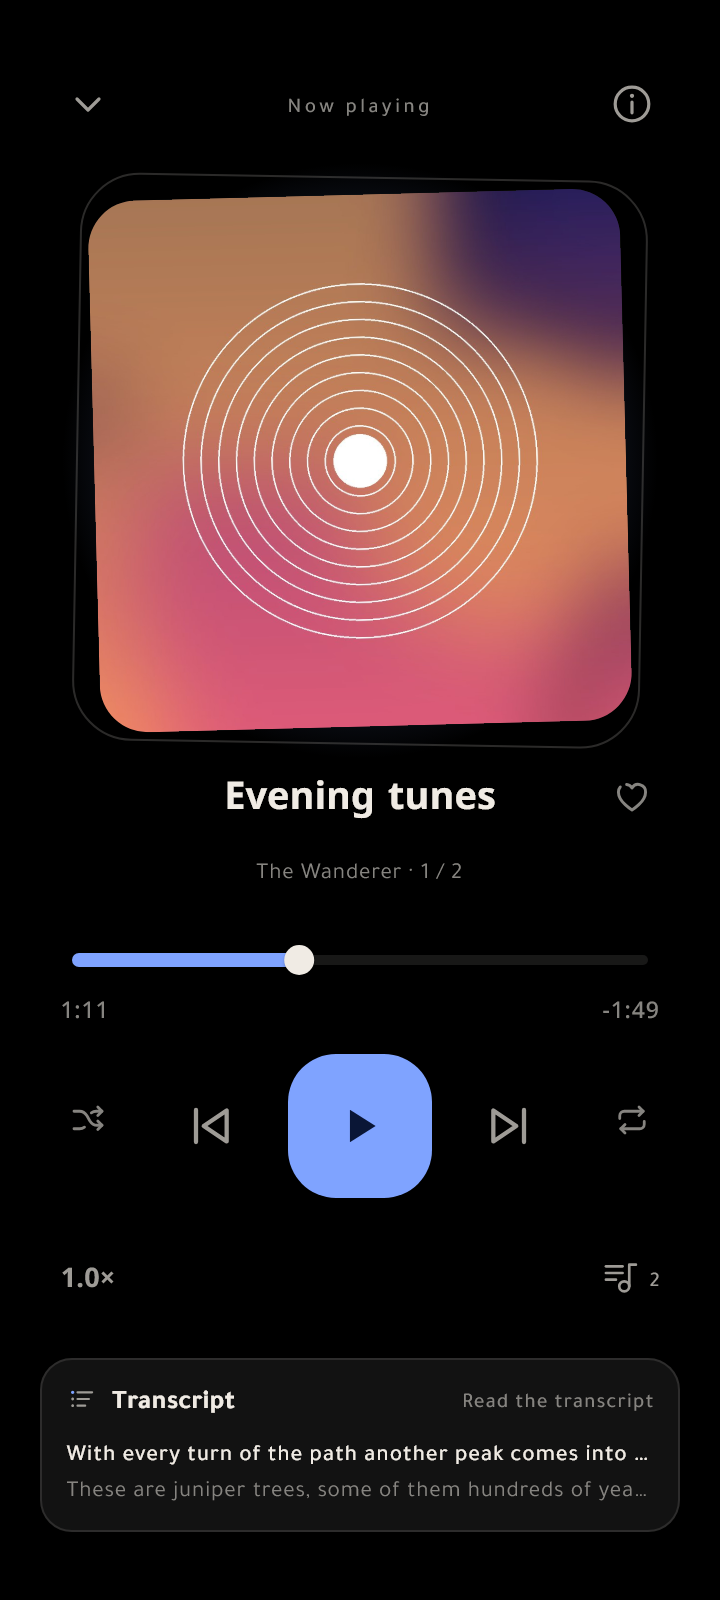 Now playing
Evening tunes
The Wanderer · 1 / 2
1:11
-1:49
1.0×
2
Transcript
Read the transcript
With every turn of the path another peak comes into …
These are juniper trees, some of them hundreds of yea…